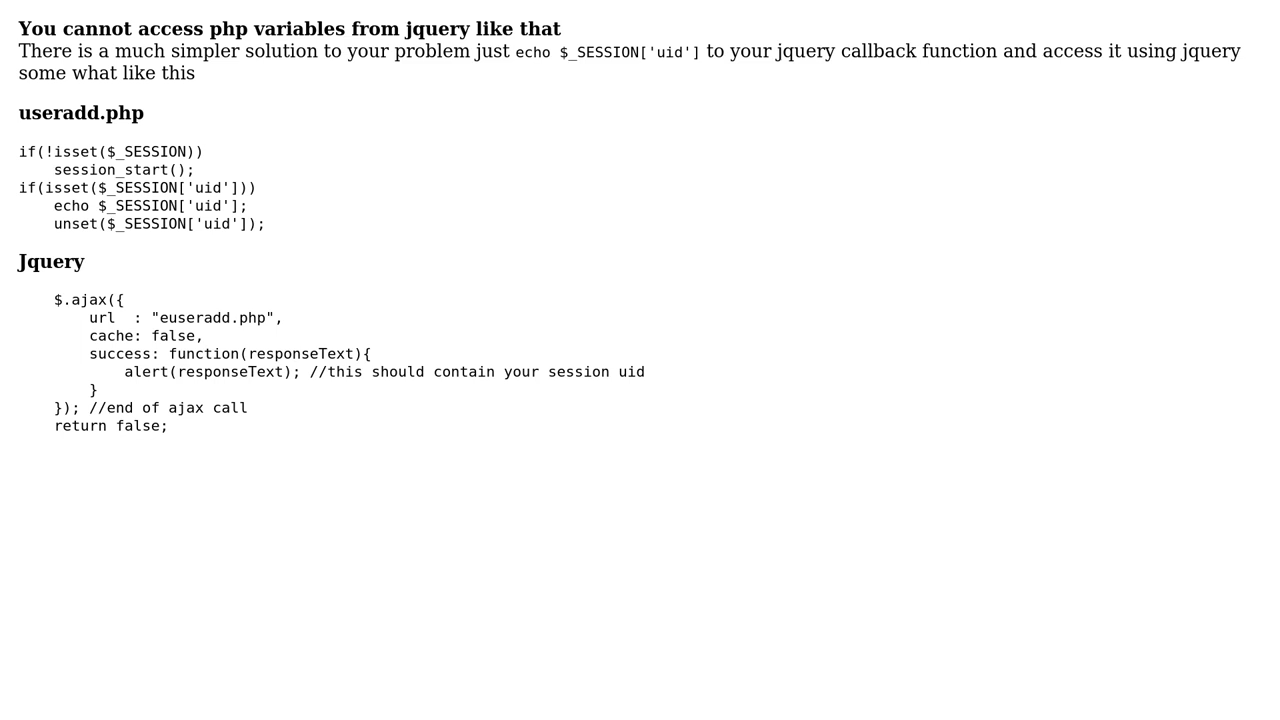 You cannot access php variables from jquery like that
There is a much simpler solution to your problem just echo $_SESSION['uid'] to your jquery callback function and access it using jquery
some what like this
useradd.php
if(!isset($_SESSION))
    session_start();
if(isset($_SESSION['uid']))
    echo $_SESSION['uid'];
    unset($_SESSION['uid']);
Jquery
    $.ajax({
        url  : "euseradd.php",
        cache: false,
        success: function(responseText){
            alert(responseText); //this should contain your session uid
        }
    }); //end of ajax call
    return false;